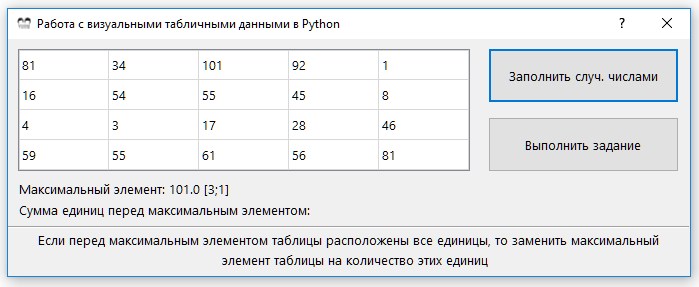 Работа с визуальными табличными данными в Python
?
81 34 101 92 1
Заполнить случ. числами
16 54 55 45 8
4 3 17 28 46
Выполнить задание
59 55 61 56 81
Максимальный элемент: 101.0 [3;1]
Сумма единиц перед максимальным элементом:
Если перед максимальным элементом таблицы расположены все единицы, то заменить максимальный
элемент таблицы на количество этих единиц